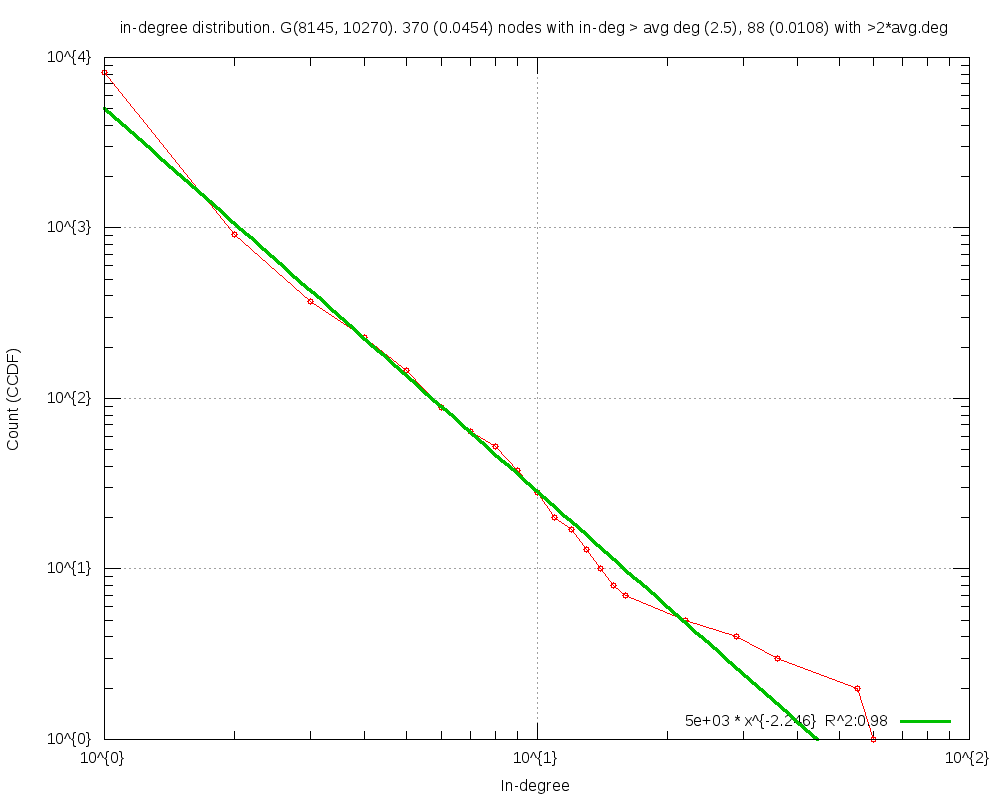 in-degree distribution. G(8145, 10270). 370 (0.0454) nodes with in-deg > avg deg (2.5), 88 (0.0108) with >2*avg.deg
10^{4}
10^{3}
10^{2}
10^{1}
10^{0}
Count (CCDF)
5e+03 * x^{-2.246} R^2:0.98
10^{0}
10^{1}
10^{2}
In-degree